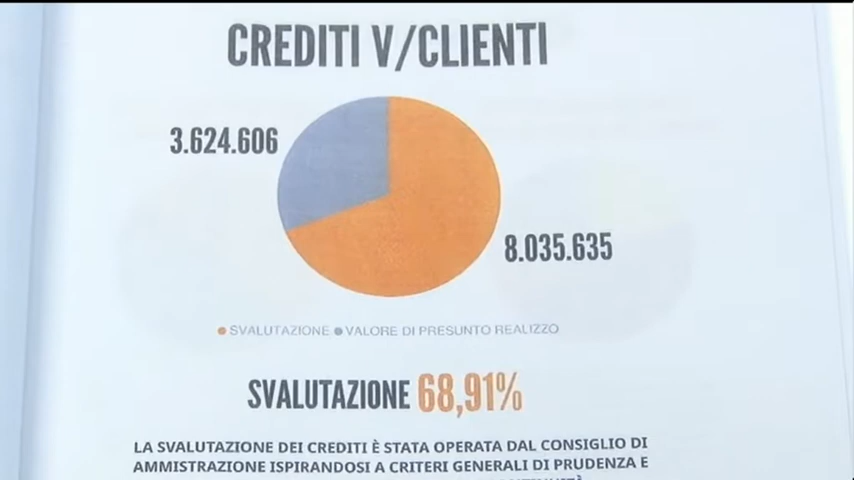 CREDITI V/CLIENTI
3.624.606
8.035.635
SVALUTAZIONE VALORE DI PRESUNTO REALIZZO
SVALUTAZIONE 68,91%
LA SVALUTAZIONE DEI CREDITI È STATA OPERATA DAL CONSIGLIO DI
AMMISTRAZIONE ISPIRANDOSI A CRITERI GENERALI DI PRUDENZA E